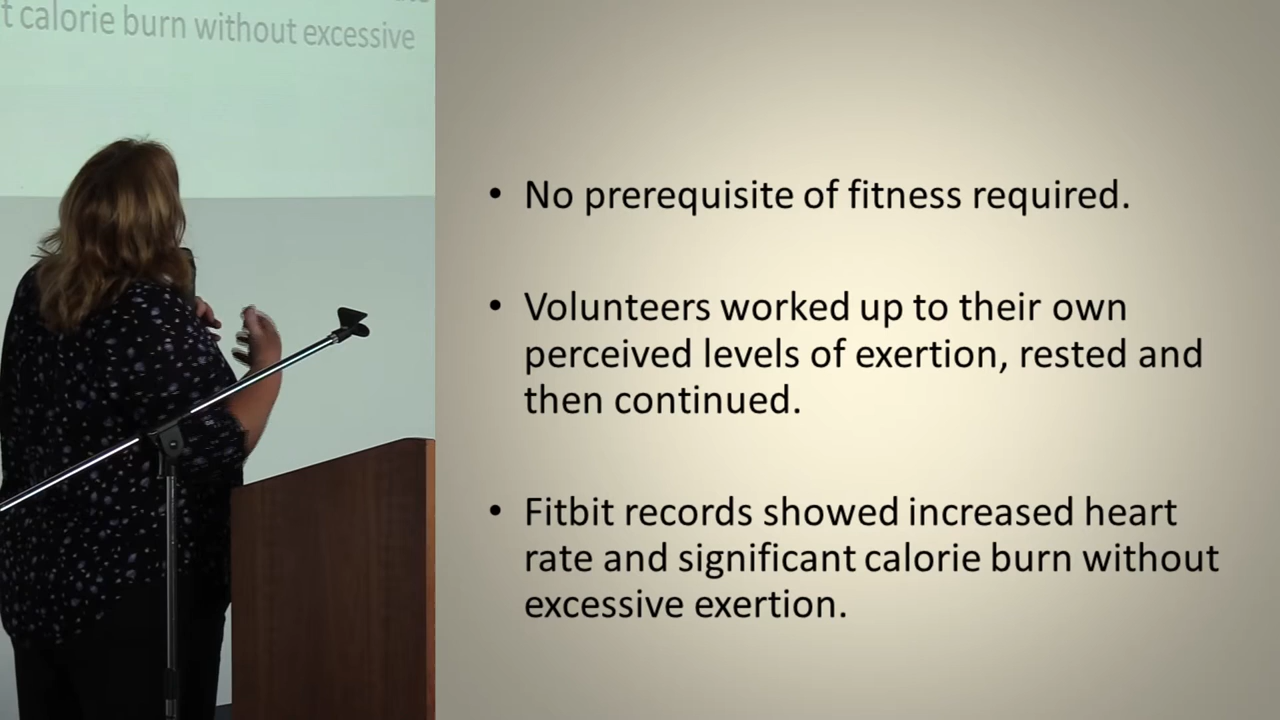 t calorie burn without excessive
• No prerequisite of fitness required.
• Volunteers worked up to their own
perceived levels of exertion, rested and
then continued.
• Fitbit records showed increased heart
rate and significant calorie burn without
excessive exertion.